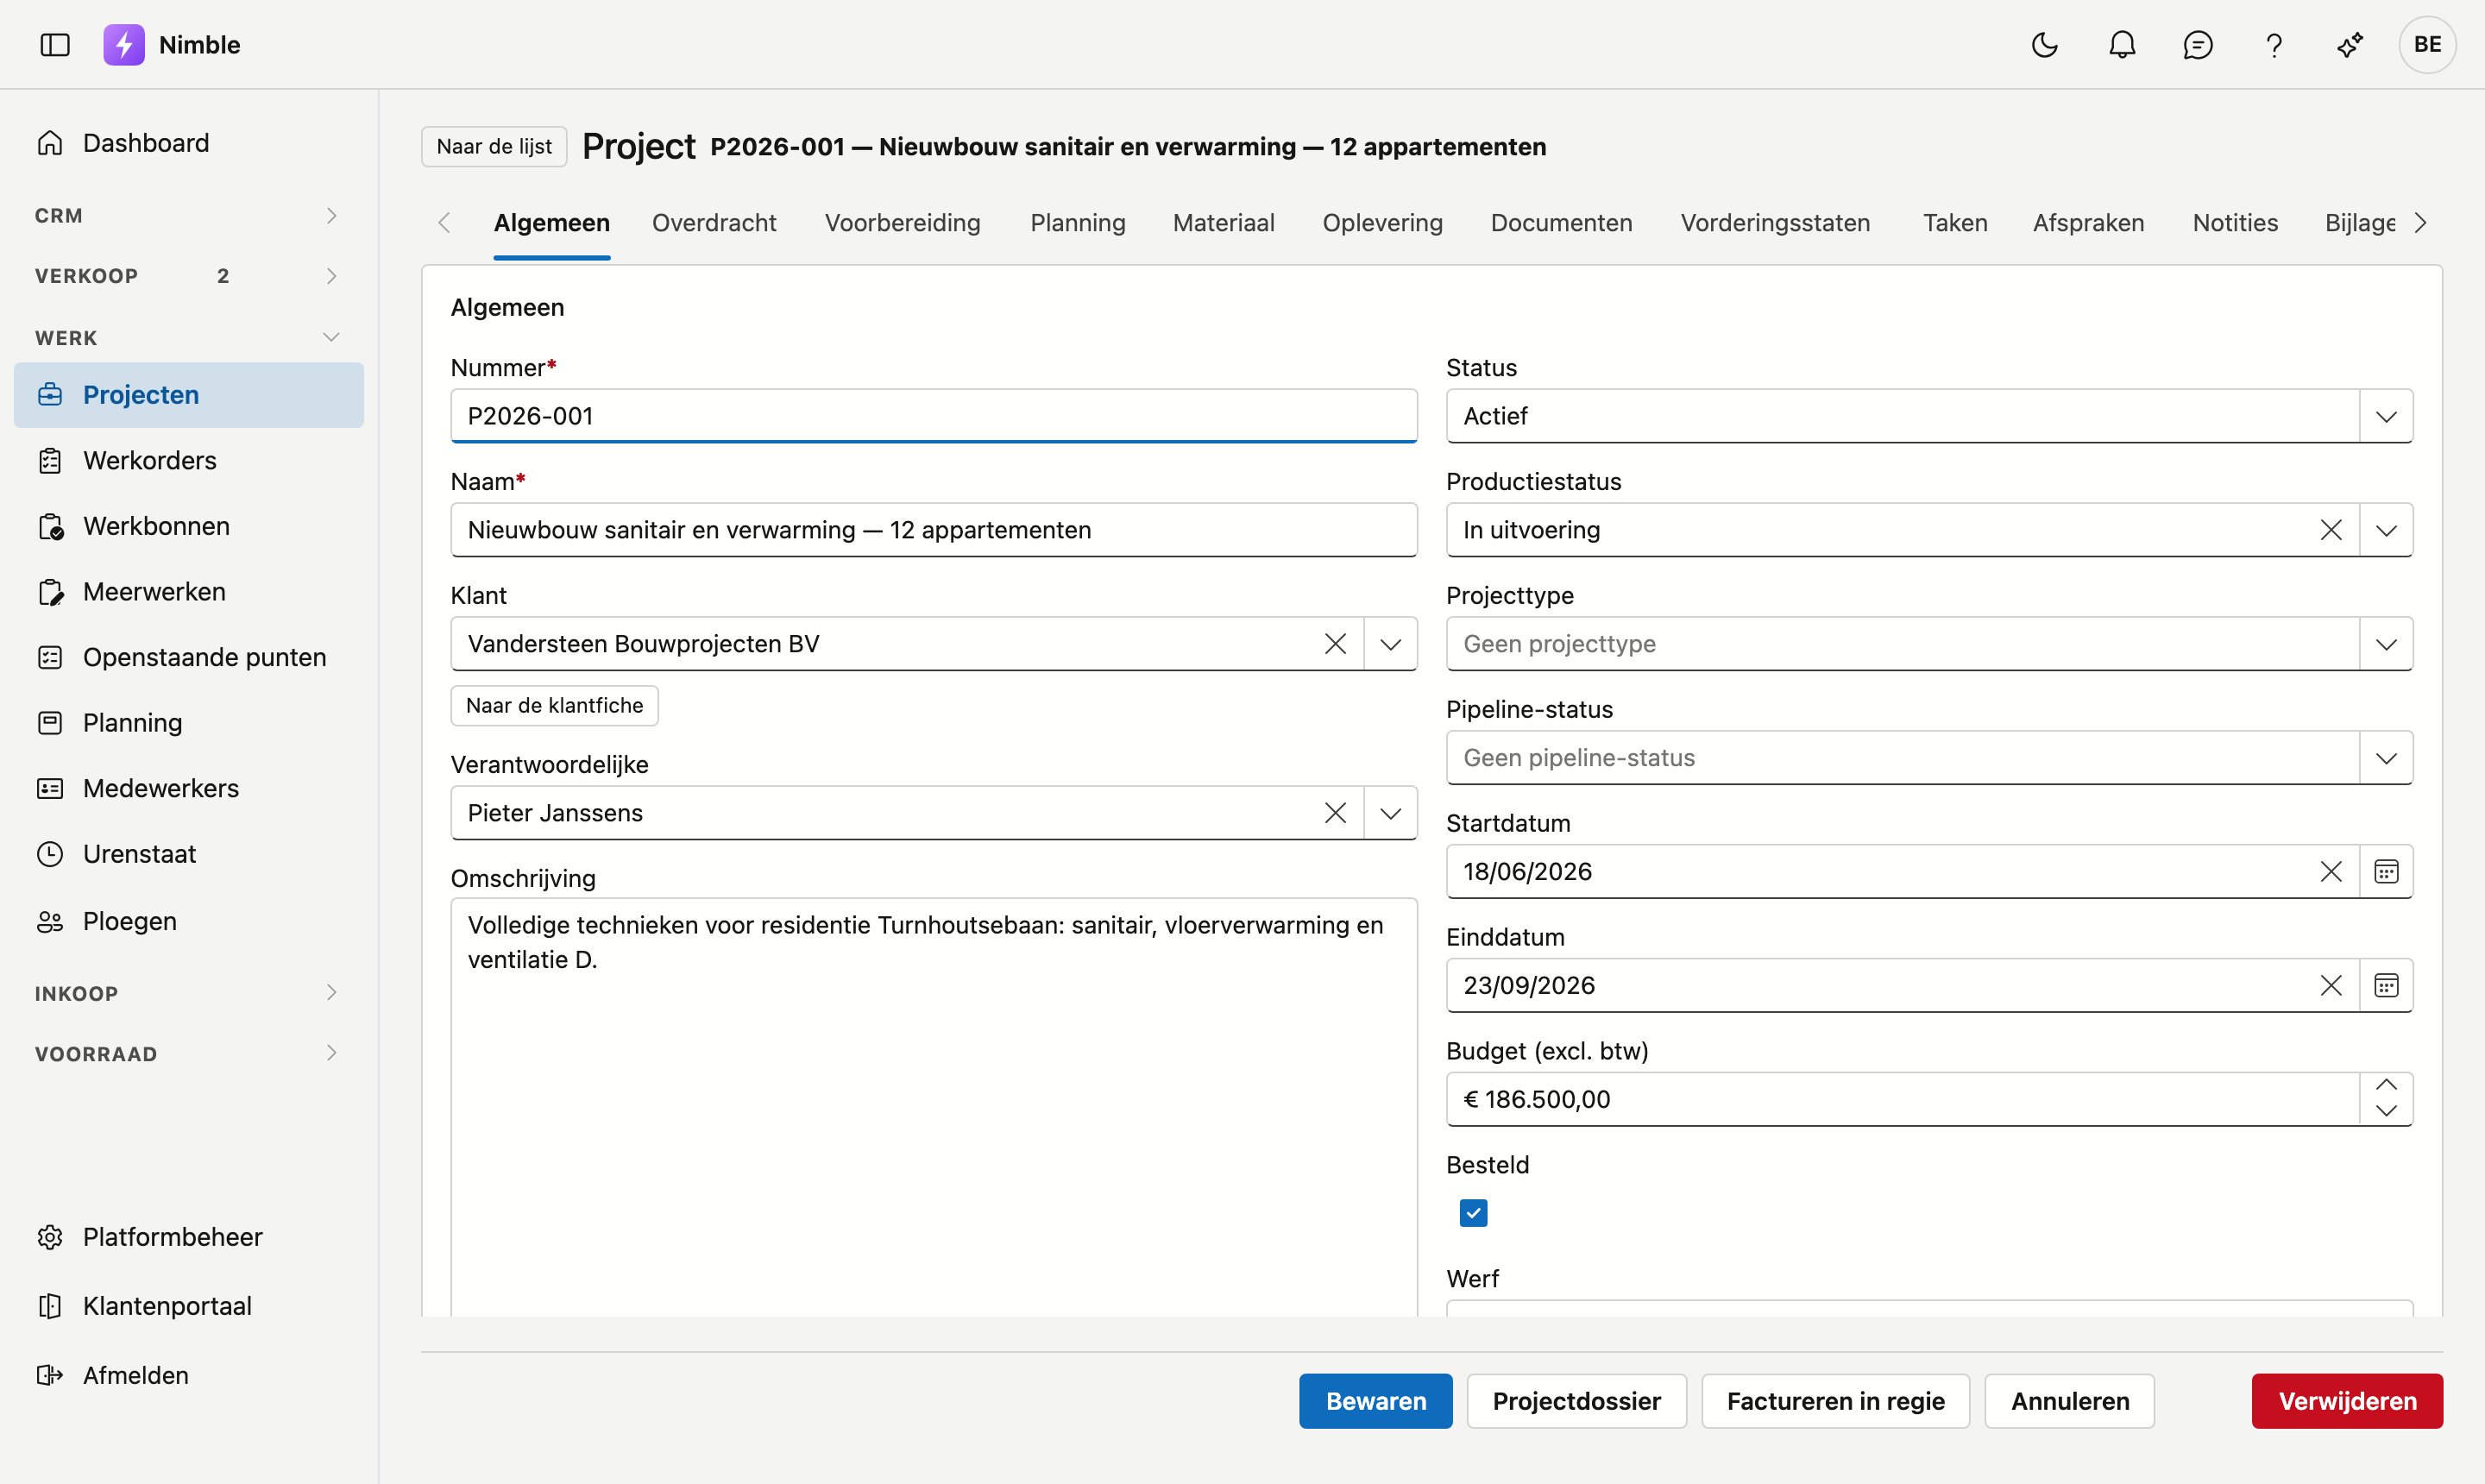 Nimble
BE
Dashboard
CRM
VERKOOP 2
WERK
Projecten
Werkorders
Werkbonnen
Meerwerken
Openstaande punten
Planning
Medewerkers
Urenstaat
Ploegen
INKOOP
VOORRAAD
Platformbeheer
Klantenportaal
Afmelden
Naar de lijst Project P2026-001 — Nieuwbouw sanitair en verwarming — 12 appartementen
Algemeen Overdracht Voorbereiding Planning Materiaal Oplevering Documenten Vorderingsstaten Taken Afspraken Notities Bijlage
Algemeen
Nummer*
P2026-001
Naam*
Nieuwbouw sanitair en verwarming — 12 appartementen
Klant
Vandersteen Bouwprojecten BV
Naar de klantfiche
Verantwoordelijke
Pieter Janssens
Omschrijving
Volledige technieken voor residentie Turnhoutsebaan: sanitair, vloerverwarming en
ventilatie D.
Status
Actief
Productiestatus
In uitvoering
Projecttype
Geen projecttype
Pipeline-status
Geen pipeline-status
Startdatum
18/06/2026
Einddatum
23/09/2026
Budget (excl. btw)
€ 186.500,00
Besteld
Werf
Bewaren Projectdossier Factureren in regie Annuleren Verwijderen